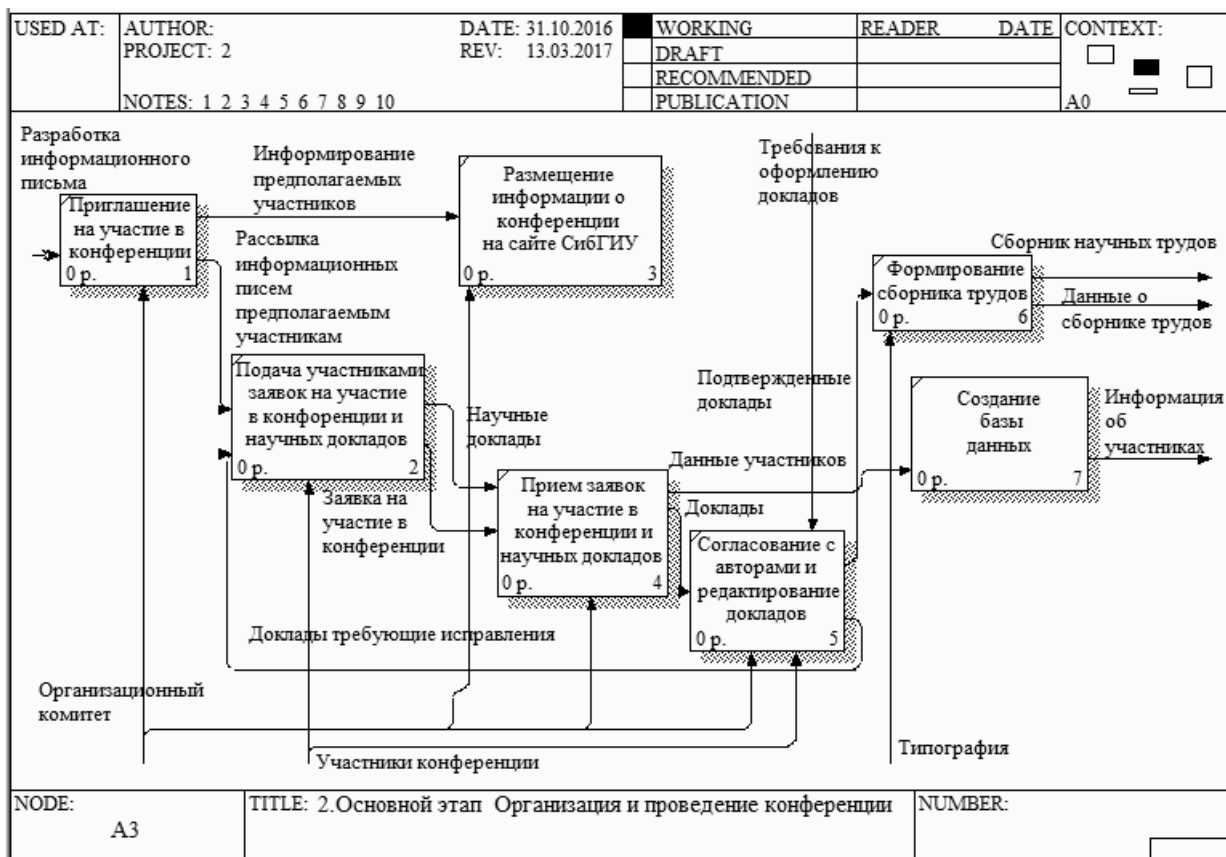 USED AT:
AUTHOR:
DATE: 31.10.2016
PROJECT: 2
REV: 13.03.2017
NOTES: 1 2 3 4 5 6 7 8 9 10
WORKING
DRAFT
RECOMMENDED
PUBLICATION
READER
DATE
CONTEXT:
A0
Разработка
информационного
письма
Приглашение
на участие в
конференции
0 р.
1
Информирование
предполагаемых
участников
Рассылка
информационных
писем
предполагаемым
участникам
Размещение
информации о
конференции
на сайте СибГИУ
0 р.
3
Требования к
оформлению
докладов
Формирование
сборника трудов
0 р.
6
Сборник научных трудов
Данные о
сборнике трудов
Подача участниками
заявок на участие
в конфоренции и
научных докладов
0 р.
2
Научные
доклады
Заявка на
участие в
конференции
Подтвержденные
доклады
Создание
базы
данных
0 р.
7
Информация
об
участниках
Данные участников
Прием заявок
на участие в
конференции и
научных докладов
0 р.
4
Доклады
Согласование с
авторами и
редактирование
докладов
0 р.
5
Доклады требующие исправления
Организационный
комитет
Участники конференции
Типография
NODE:
A3
TITLE: 2.Основной этап Организация и проведение конференции
NUMBER: